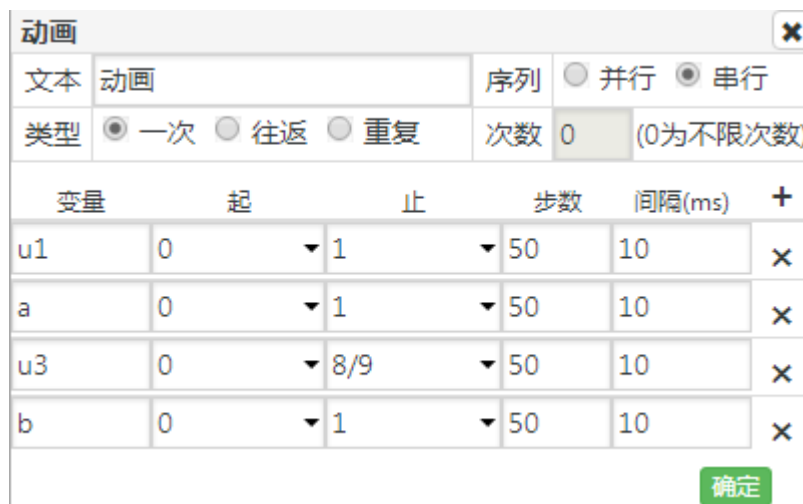 动画
文本 动画 序列 并行 串行
类型 一次 往返 重复 次数 0 (0为不限次数)
变量 起 止 步数 间隔(ms) +
u1 0 1 50 10 ×
a 0 1 50 10 ×
u3 0 8/9 50 10 ×
b 0 1 50 10 ×
确定